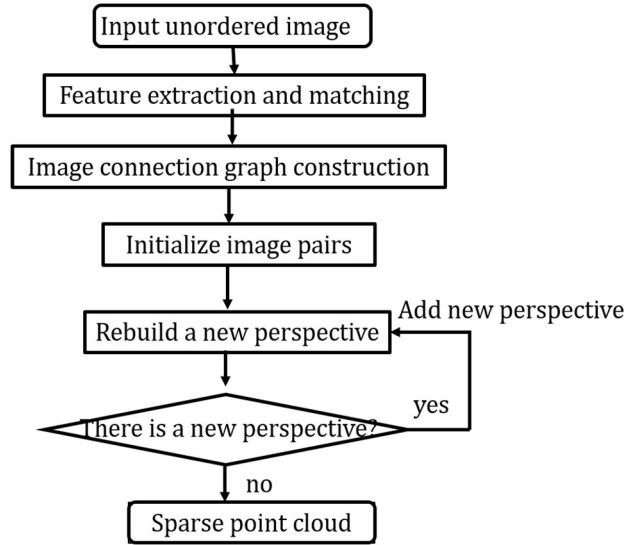 Input unordered image
Feature extraction and matching
Image connection graph construction
Initialize image pairs
Add new perspective
Rebuild a new perspective
yes
There is a new perspective?
no
Sparse point cloud